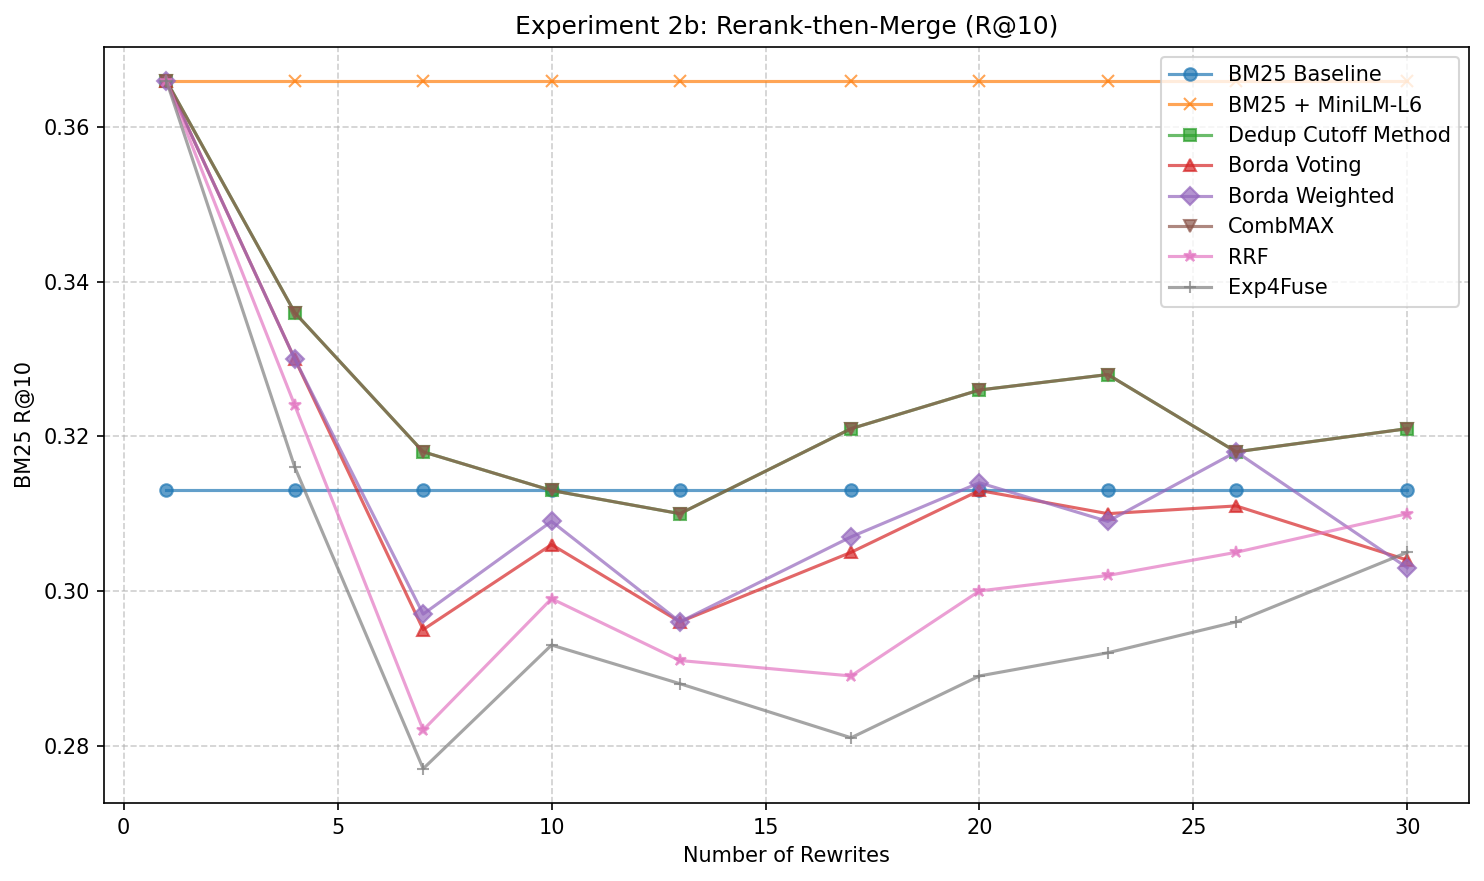 Experiment 2b: Rerank-then-Merge (R@10)
BM25 Baseline
BM25 + MiniLM-L6
Dedup Cutoff Method
Borda Voting
Borda Weighted
CombMAX
RRF
Exp4Fuse
BM25 R@10
0.36
0.34
0.32
0.30
0.28
0
5
10
15
20
25
30
Number of Rewrites